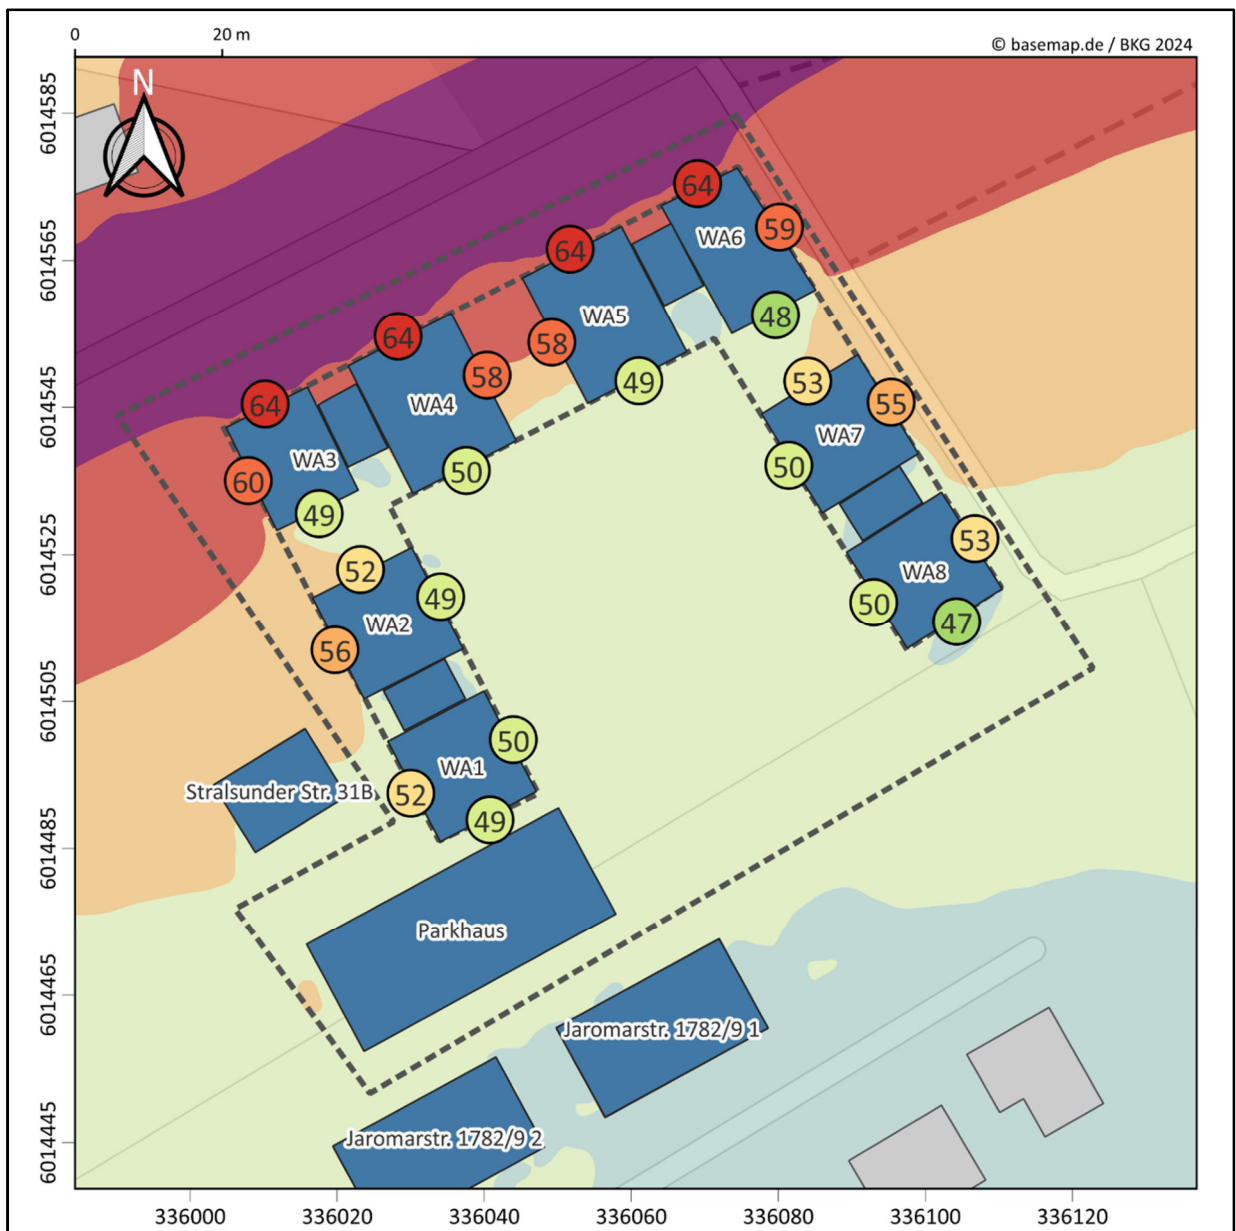 0
20 m
© basemap.de / BKG 2024
N
6014585
6014565
6014545
6014525
6014505
6014485
6014465
6014445
64
59
WA6
64
48
WA5
58
49
64
58
WA4
50
64
WA3
60
49
53
55
WA7
50
52
49
WA2
56
53
WA8
50
47
50
WA1
52
49
Stralsunder Str. 31B
Parkhaus
Jaromarstr. 1782/9 1
Jaromarstr. 1782/9 2
336000
336020
336040
336060
336080
336100
336120